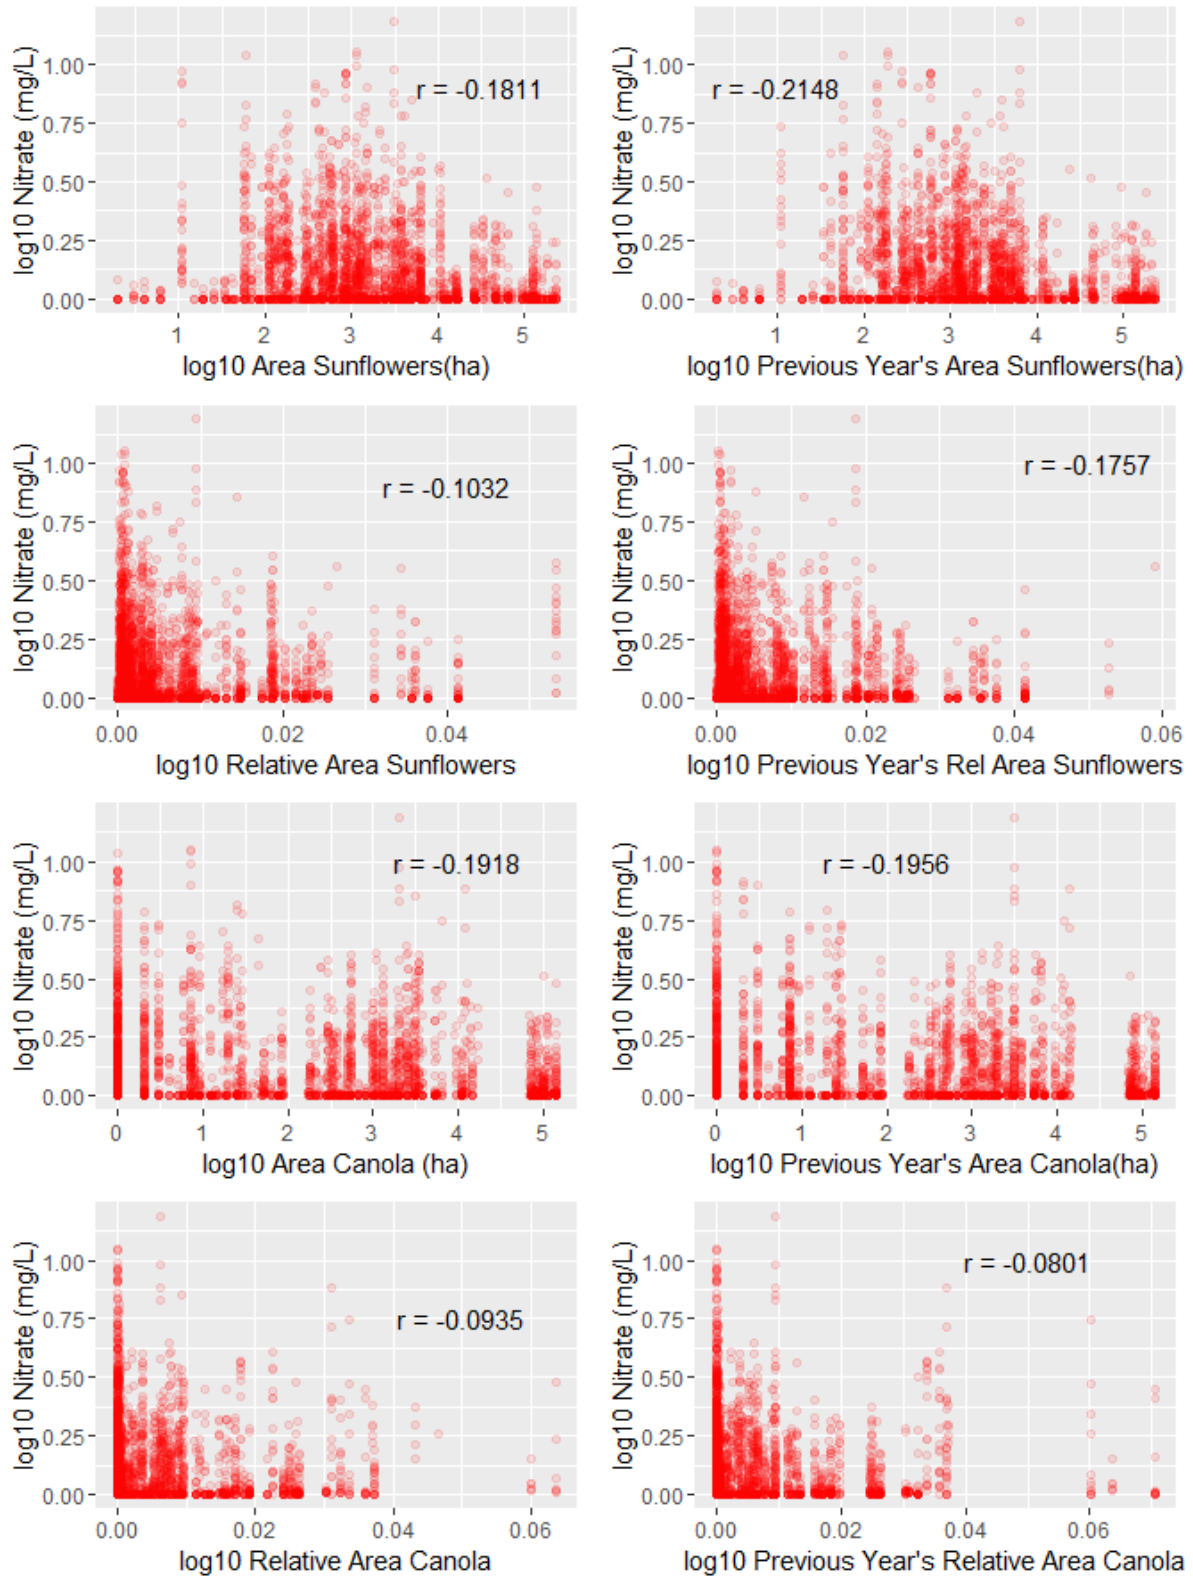 log10 Nitrate (mg/L)
1.00
0.75
0.50
0.25
0.00
r = -0.1811
1 2 3 4 5
log10 Area Sunflowers(ha)
log10 Nitrate (mg/L)
1.00
0.75
0.50
0.25
0.00
r = -0.2148
1 2 3 4 5
log10 Previous Year's Area Sunflowers(ha)
log10 Nitrate (mg/L)
1.00
0.75
0.50
0.25
0.00
r = -0.1032
0.00 0.02 0.04
log10 Relative Area Sunflowers
log10 Nitrate (mg/L)
1.00
0.75
0.50
0.25
0.00
r = -0.1757
0.00 0.02 0.04 0.06
log10 Previous Year's Rel Area Sunflowers
log10 Nitrate (mg/L)
1.00
0.75
0.50
0.25
0.00
r = -0.1918
0 1 2 3 4 5
log10 Area Canola (ha)
log10 Nitrate (mg/L)
1.00
0.75
0.50
0.25
0.00
r = -0.1956
0 1 2 3 4 5
log10 Previous Year's Area Canola(ha)
log10 Nitrate (mg/L)
1.00
0.75
0.50
0.25
0.00
r = -0.0935
0.00 0.02 0.04 0.06
log10 Relative Area Canola
log10 Nitrate (mg/L)
1.00
0.75
0.50
0.25
0.00
r = -0.0801
0.00 0.02 0.04 0.06
log10 Previous Year's Relative Area Canola